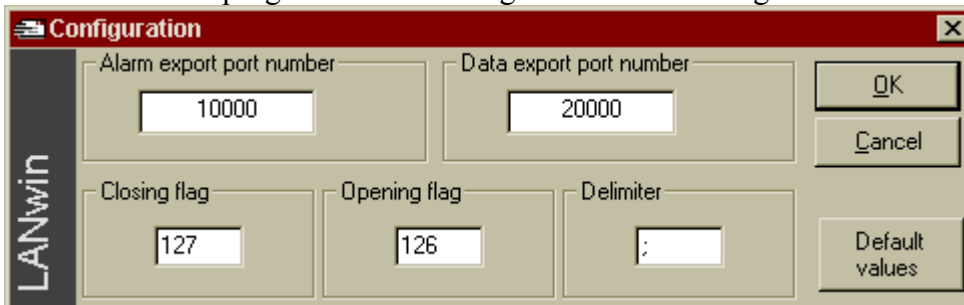 Configuration
Alarm export port number
Data export port number
10000
20000
OK
Cancel
Closing flag
Opening flag
Delimiter
127
126
;
Default
values
LANwin